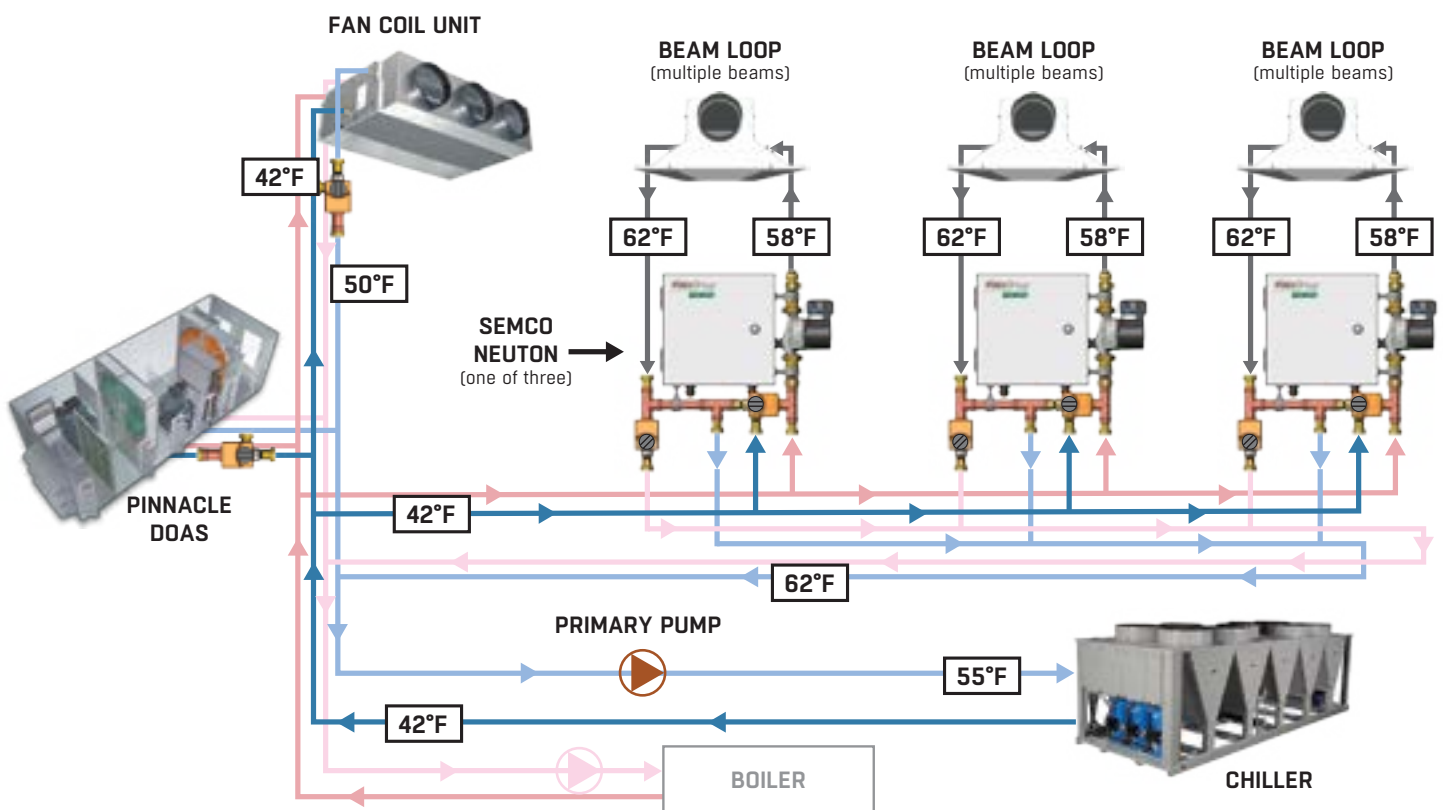 FAN COIL UNIT
BEAM LOOP
(multiple beams)
BEAM LOOP
(multiple beams)
BEAM LOOP
(multiple beams)
42°F
62°F
58°F
62°F
58°F
62°F
58°F
50°F
SEMCO
NEUTON
(one of three)
PINNACLE
DOAS
42°F
62°F
PRIMARY PUMP
55°F
42°F
BOILER
CHILLER